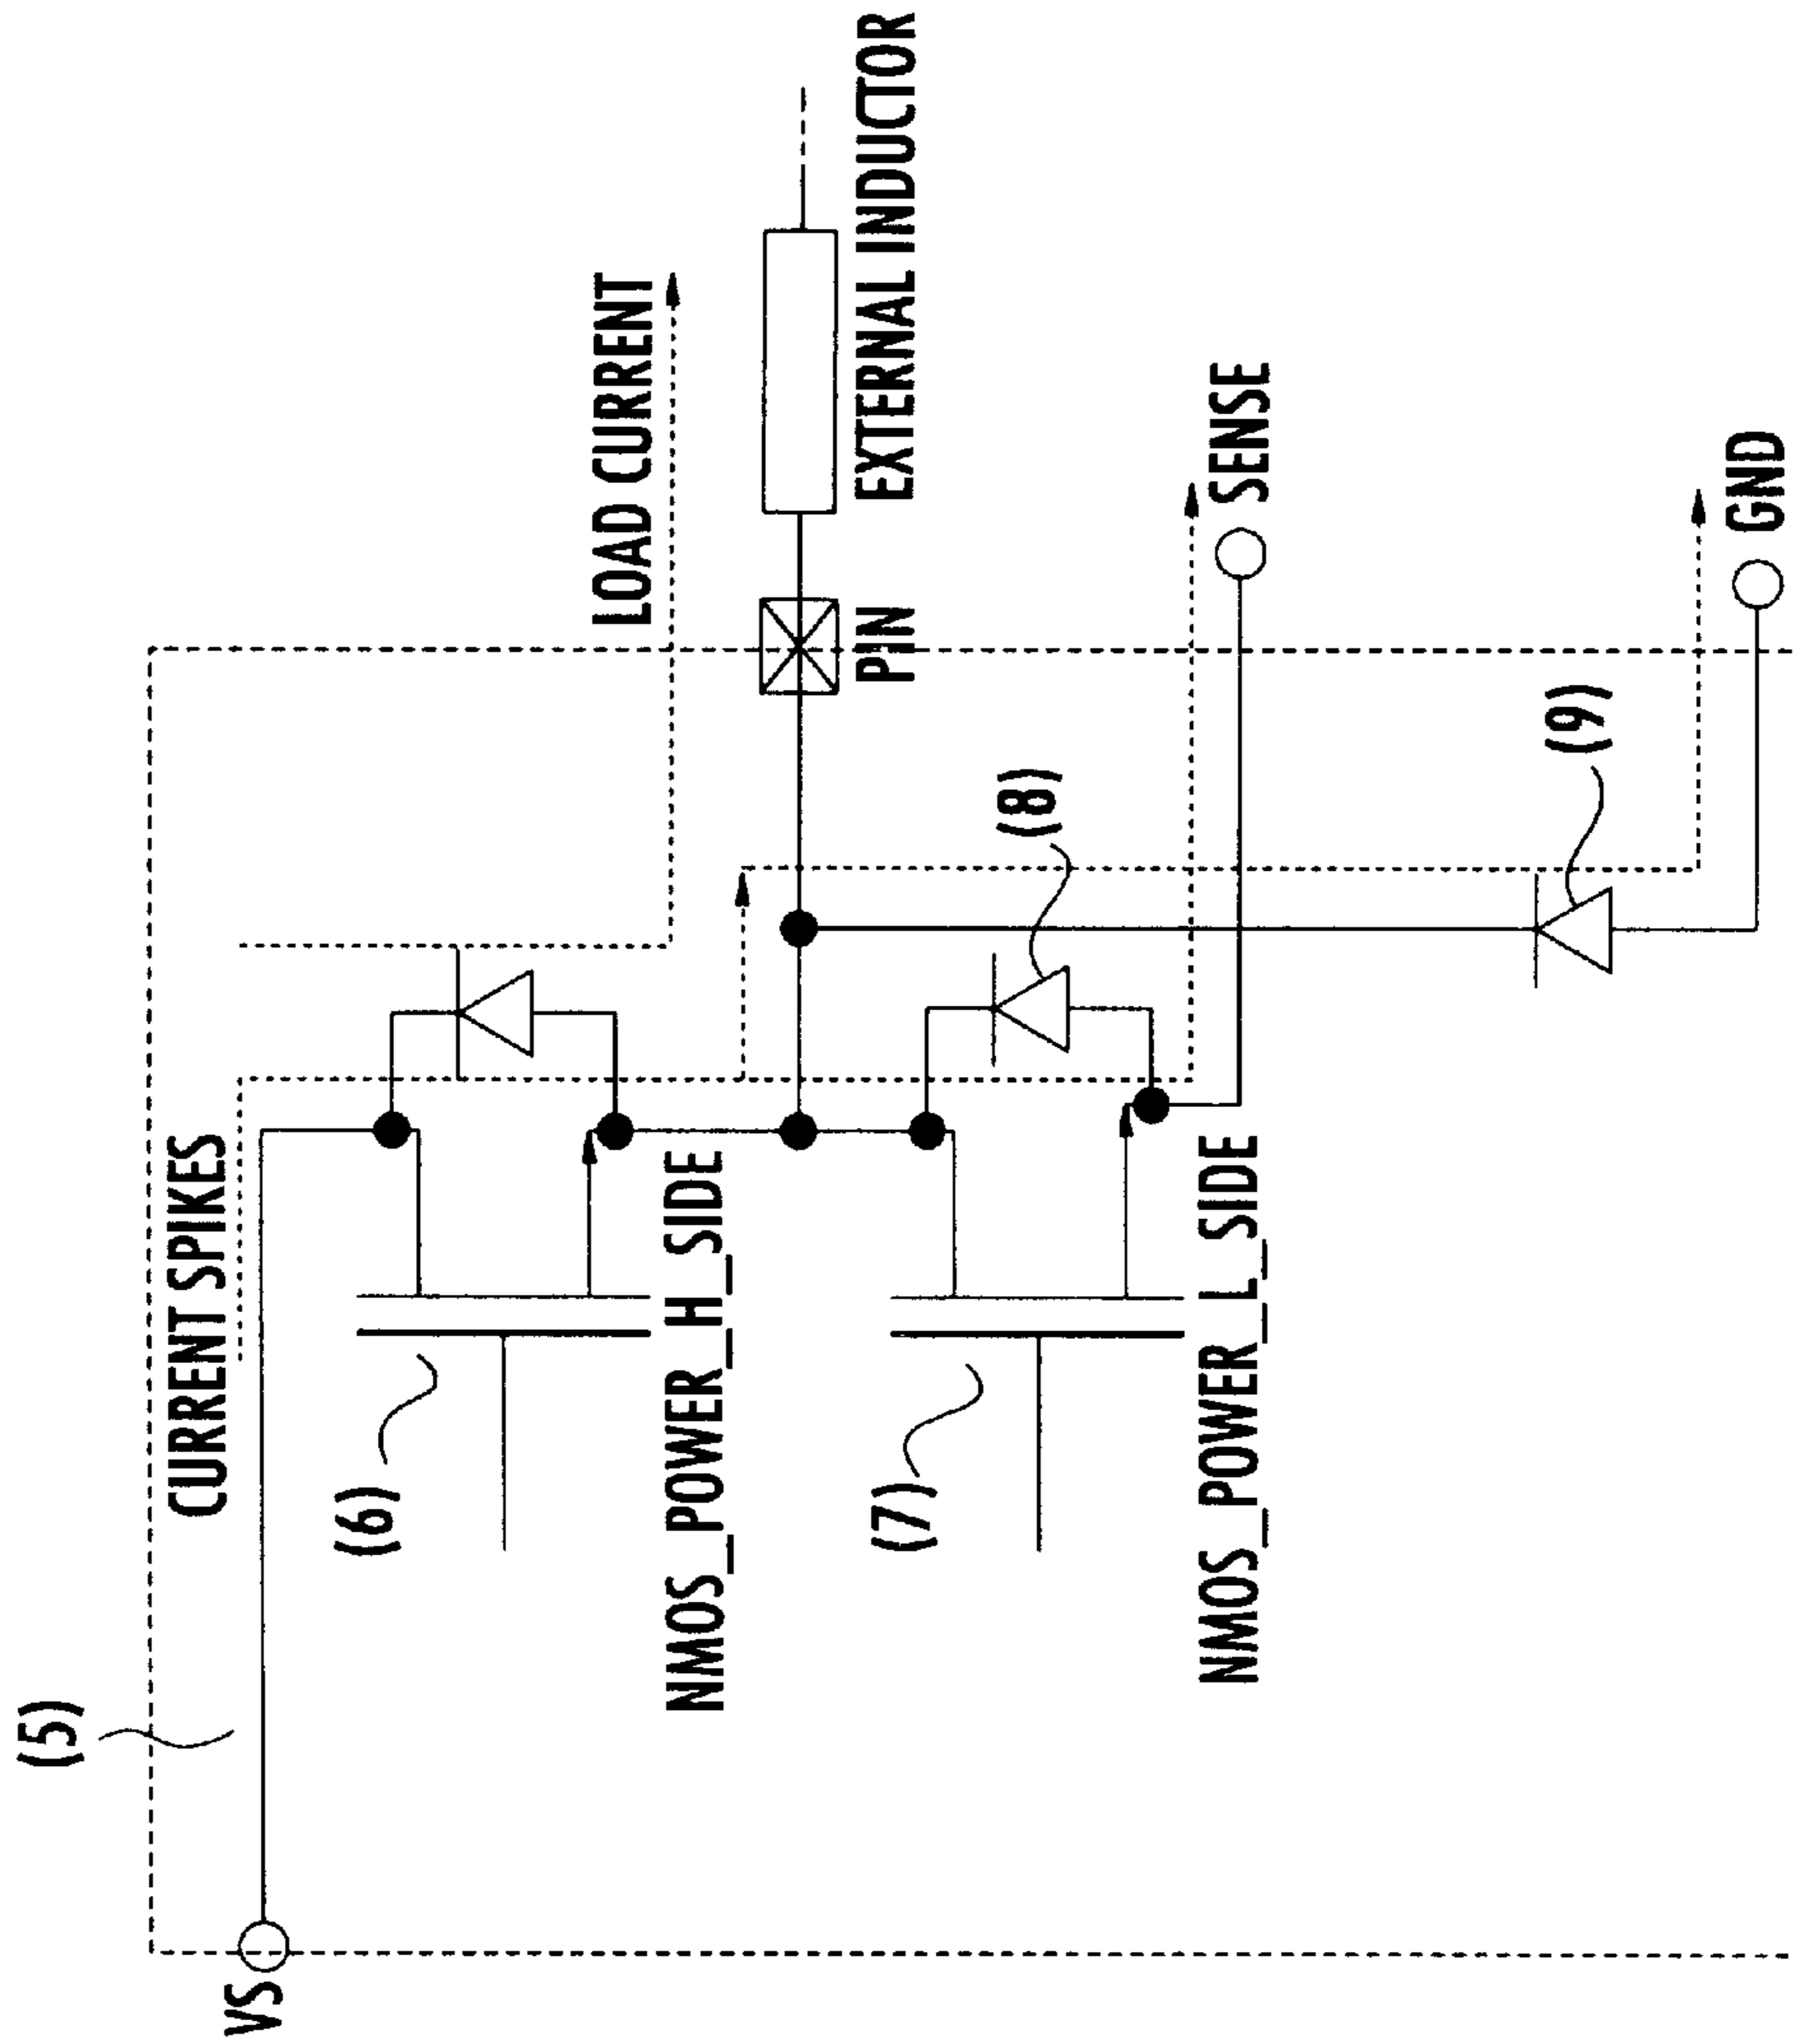 (5)
VS
CURRENT SPIKES
(6)
NMOS_POWER_H_SIDE
LOAD CURRENT
PIN
EXTERNAL INDUCTOR
(7)
NMOS_POWER_L_SIDE
(8)
SENSE
(9)
GND